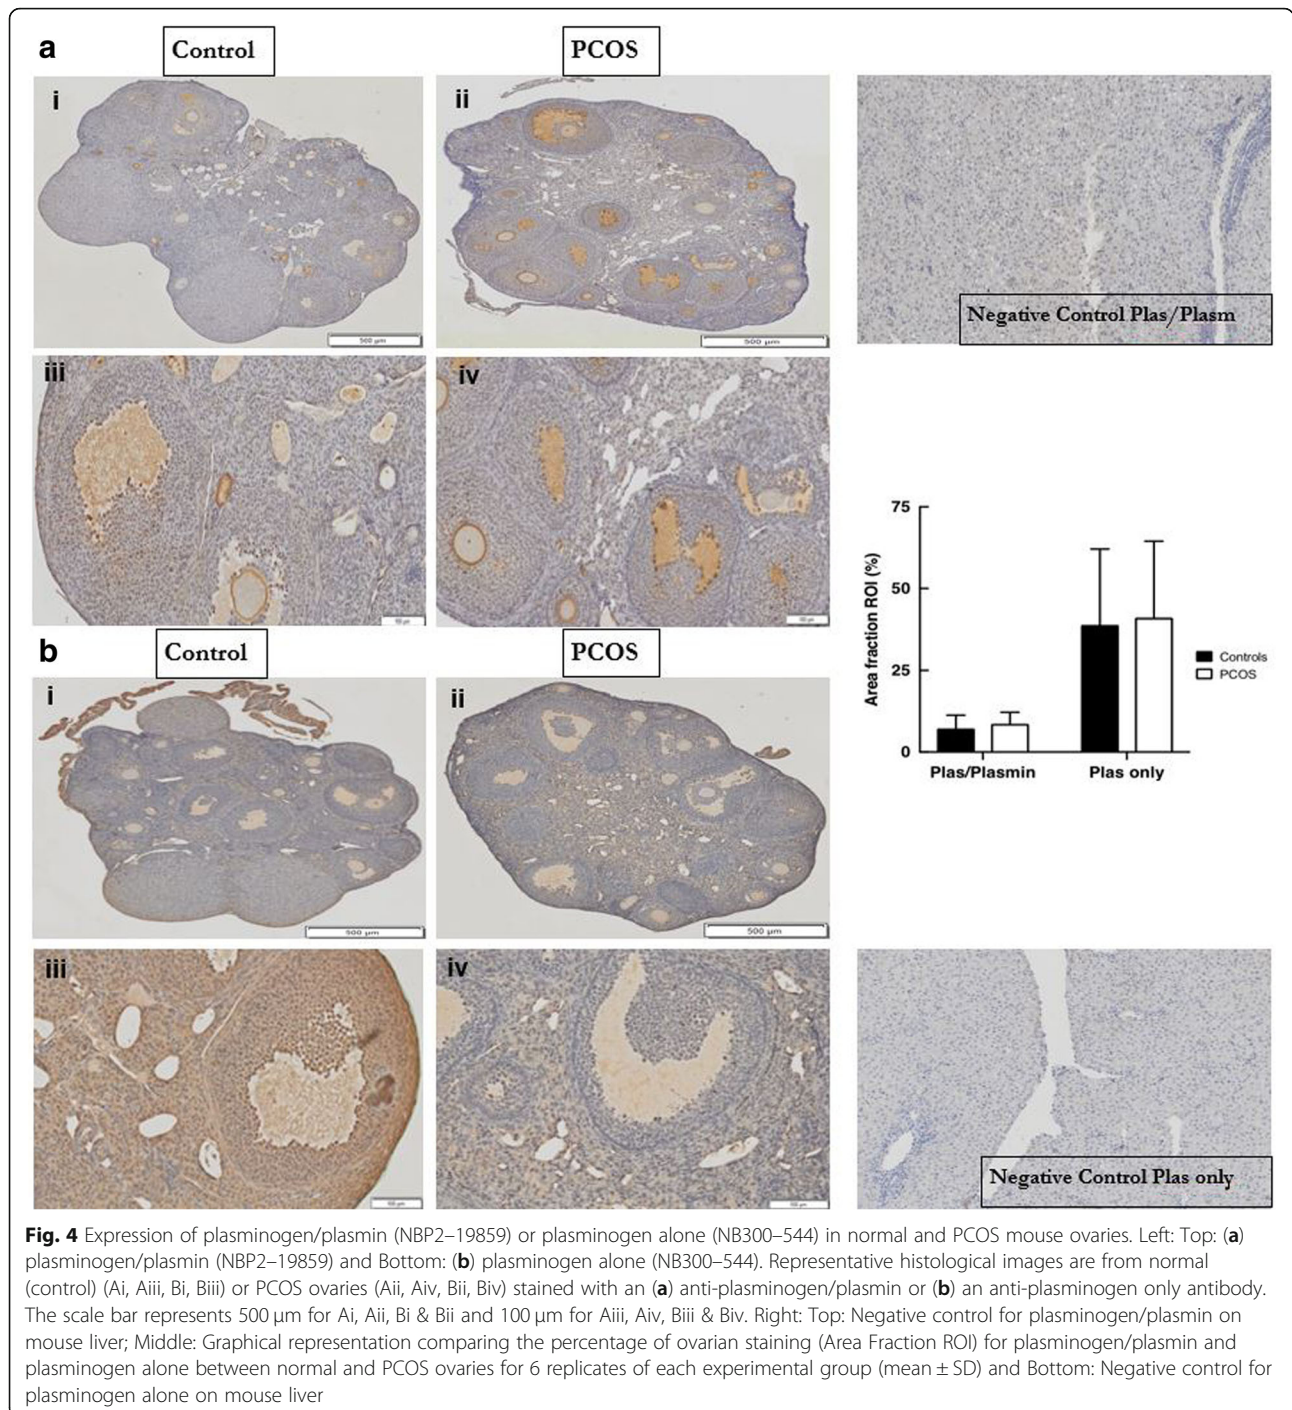 a
Control
PCOS
i
ii
500 µm
500 µm
Negative Control Plas/Plasm
iii
iv
b
Control
PCOS
i
ii
500 µm
500 µm
iii
iv
75
50
25
0
Area fraction ROI (%)
Plas/Plasmin
Plas only
Controls
PCOS
Negative Control Plas only
Fig. 4 Expression of plasminogen/plasmin (NBP2–19859) or plasminogen alone (NB300–544) in normal and PCOS mouse ovaries. Left: Top: (a)
plasminogen/plasmin (NBP2–19859) and Bottom: (b) plasminogen alone (NB300–544). Representative histological images are from normal
(control) (Ai, Aiii, Bi, Biii) or PCOS ovaries (Aii, Aiv, Bii, Biv) stained with an (a) anti-plasminogen/plasmin or (b) an anti-plasminogen only antibody.
The scale bar represents 500 µm for Ai, Aii, Bi & Bii and 100 µm for Aiii, Aiv, Biii & Biv. Right: Top: Negative control for plasminogen/plasmin on
mouse liver; Middle: Graphical representation comparing the percentage of ovarian staining (Area Fraction ROI) for plasminogen/plasmin and
plasminogen alone between normal and PCOS ovaries for 6 replicates of each experimental group (mean ± SD) and Bottom: Negative control for
plasminogen alone on mouse liver